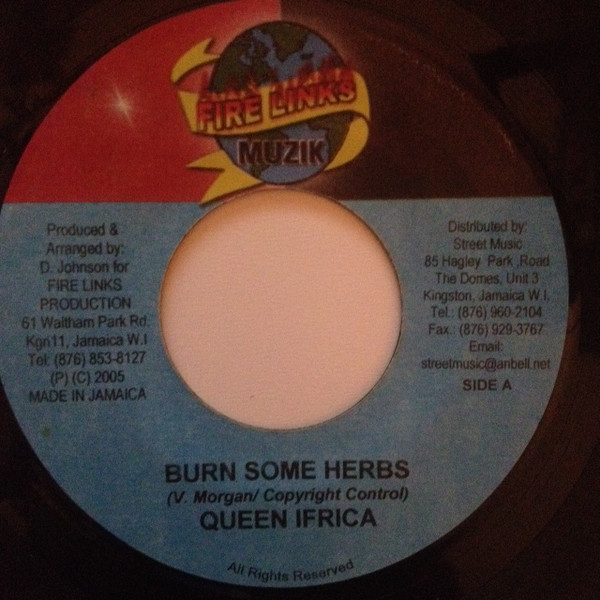 FIRE LINKS
MUZIK
Produced &
Arranged by:
D. Johnson for
FIRE LINKS
PRODUCTION
61 Waltham Park Rd.
Kgn11, Jamaica W.I
Tel: (876) 853-8127
(P) (C) 2005
MADE IN JAMAICA
Distributed by:
Street Music
85 Hagley Park ,Road
The Domes, Unit 3
Kingston, Jamaica W.I.
Tel.: (876) 960-2104
Fax.: (876) 929-3767
Email:
streetmusic@anbell.net
SIDE A
BURN SOME HERBS
(V. Morgan/ Copyright Control)
QUEEN IFRICA
All Rights Reserved